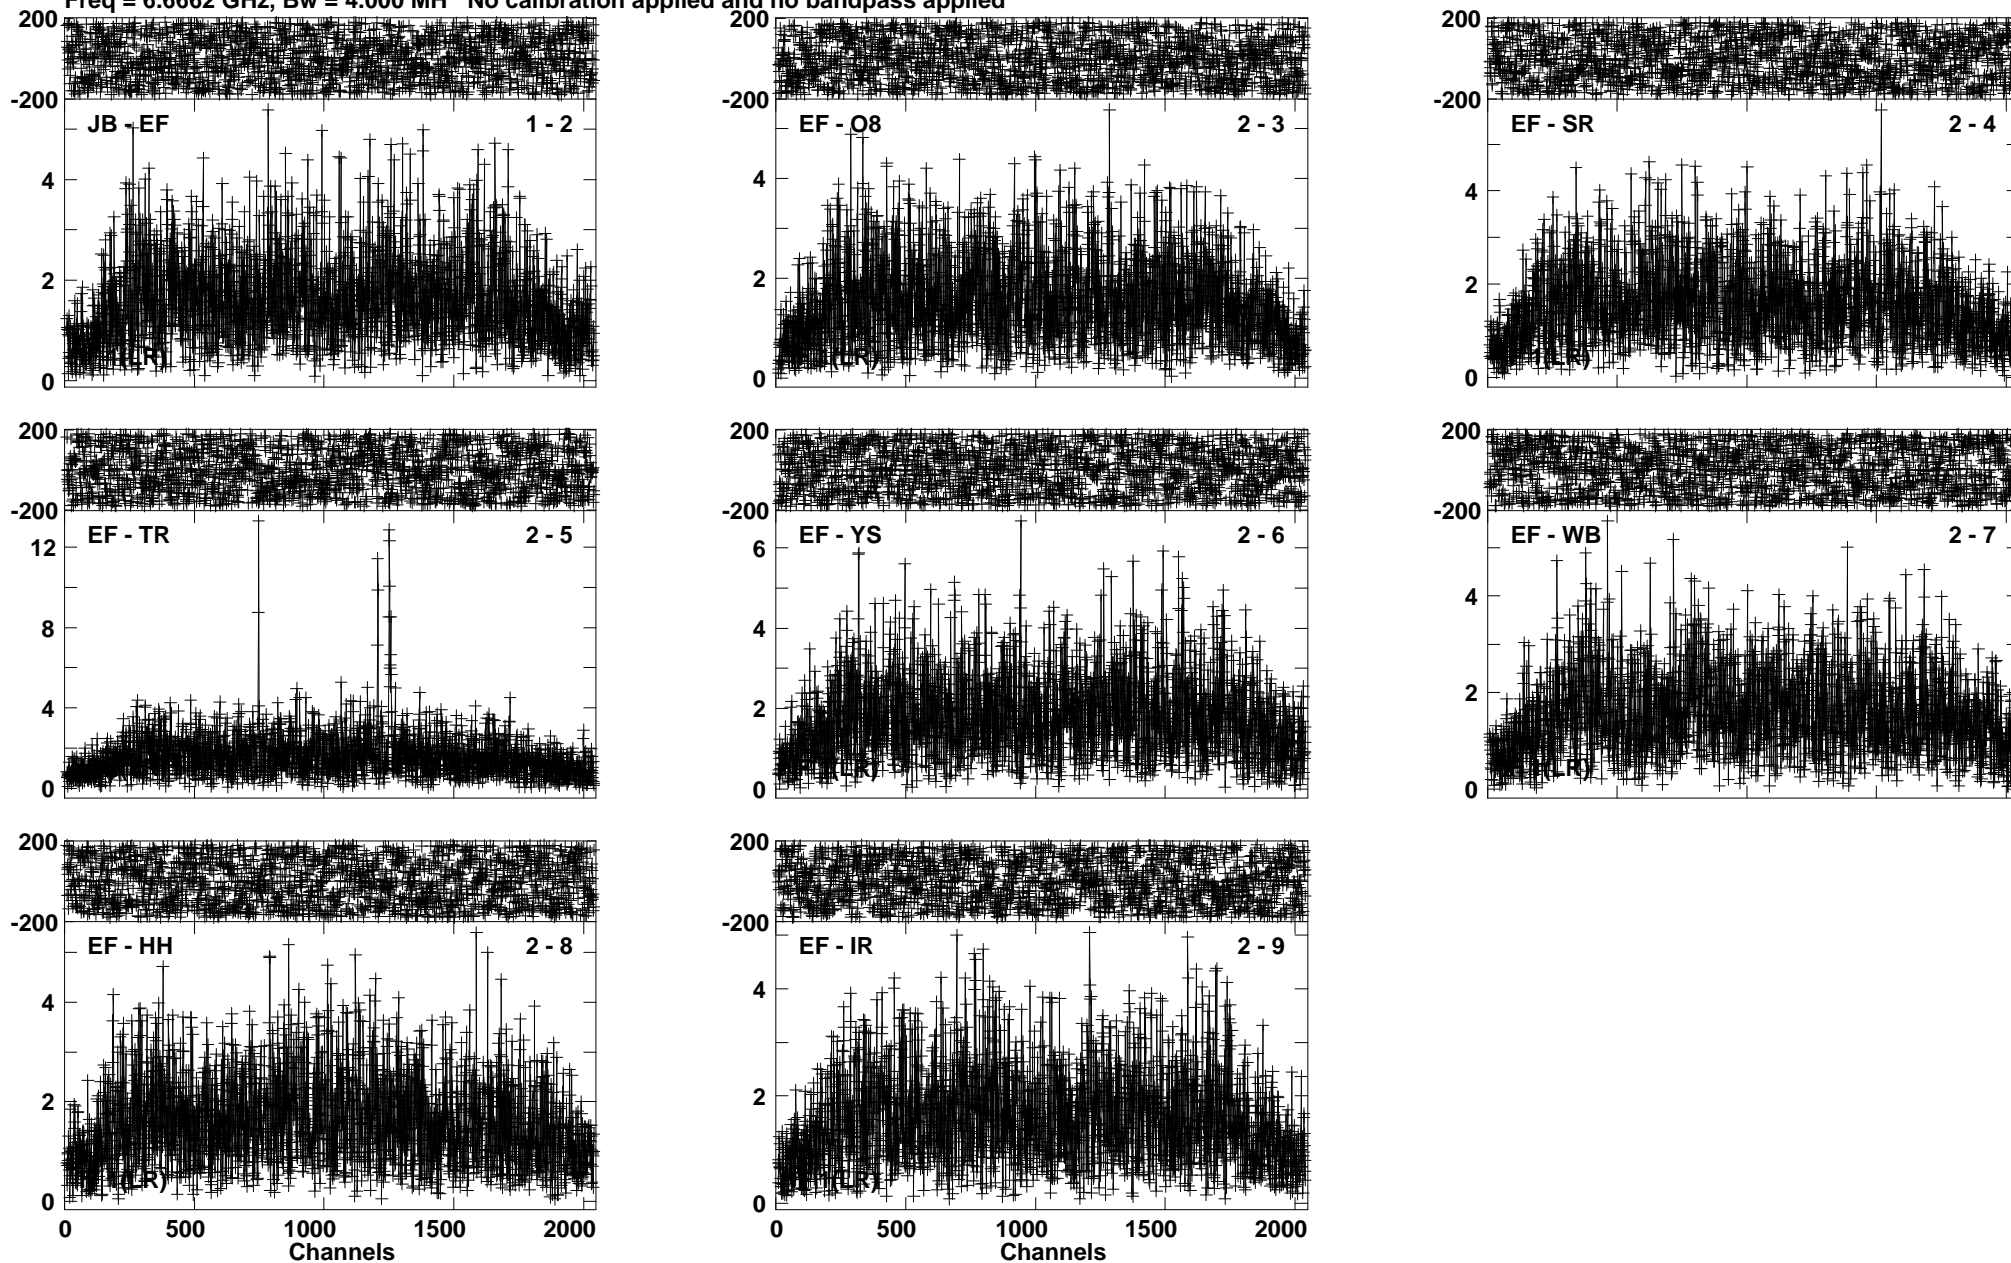 Freq = 6.6662 GHz, Bw = 4.000 MH No calibration applied and no bandpass applied
200
-200
JB - EF 1 - 2
4
2
0
(LR)
200
-200
EF - O8 2 - 3
4
2
0
(LR)
200
-200
EF - SR 2 - 4
4
2
0
(LR)
200
-200
EF - TR 2 - 5
12
8
4
0
200
-200
EF - YS 2 - 6
6
4
2
0
(LR)
200
-200
EF - WB 2 - 7
4
2
0
(LR)
200
-200
EF - HH 2 - 8
4
2
0
(LR)
0 500 1000 1500 2000
Channels
200
-200
EF - IR 2 - 9
4
2
0
(LR)
0 500 1000 1500 2000
Channels